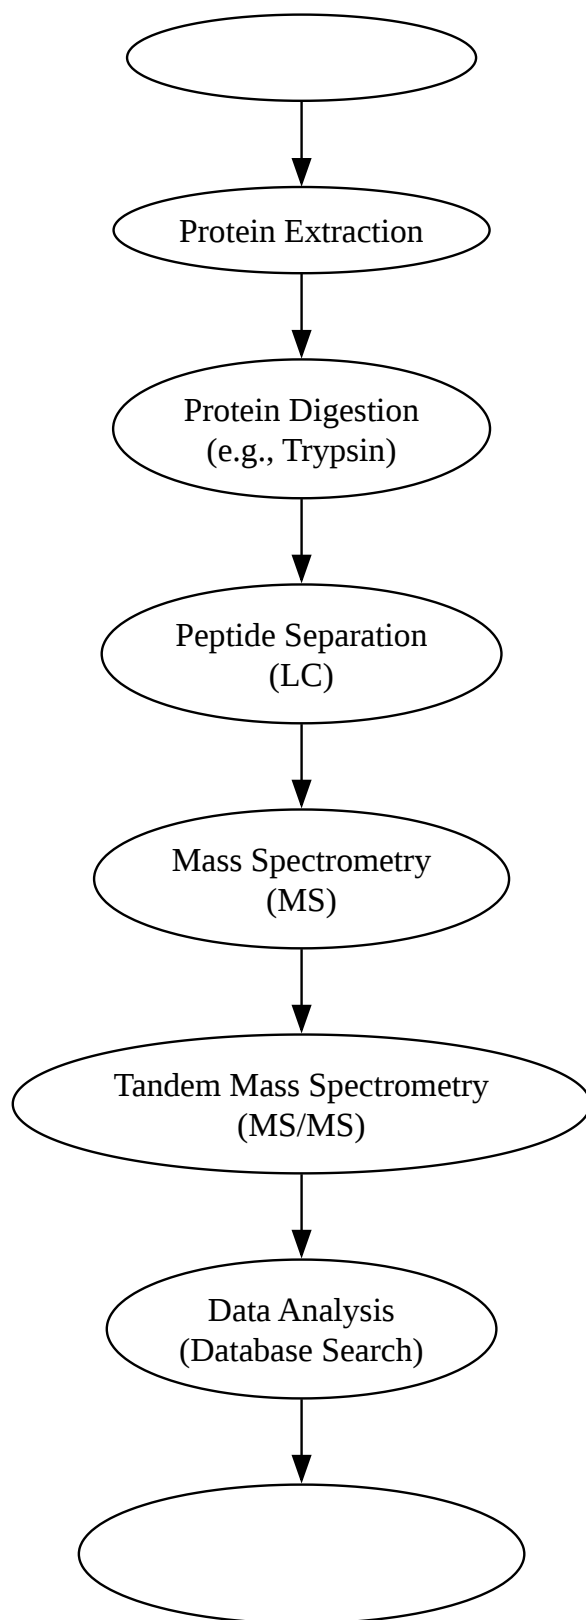 Protein Extraction
Protein Digestion
(e.g., Trypsin)
Peptide Separation
(LC)
Mass Spectrometry
(MS)
Tandem Mass Spectrometry
(MS/MS)
Data Analysis
(Database Search)